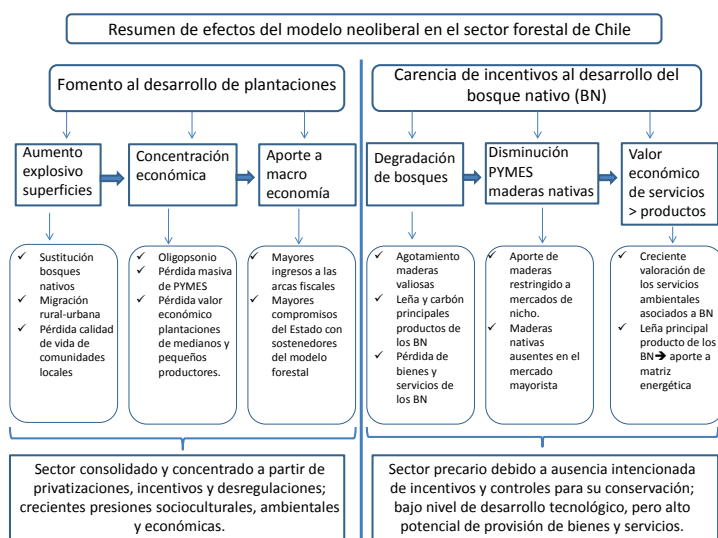 Resumen de efectos del modelo neoliberal en el sector forestal de Chile
Fomento al desarrollo de plantaciones
Aumento
explosivo
superficies
Concentración
económica
Aporte a
macro
economía
✓ Sustitución
bosques
nativos
✓ Migración
rural-urbana
✓ Pérdida calidad
de vida de
comunidades
locales
✓ Oligopsonio
✓ Pérdida masiva
de PYMES
✓ Pérdida valor
económico
plantaciones
de medianos y
pequeños
productores.
✓ Mayores
ingresos a las
arcas fiscales
✓ Mayores
compromisos
del Estado con
sostenedores
del modelo
forestal
Sector consolidado y concentrado a partir de
privatizaciones, incentivos y desregulaciones;
crecientes presiones socioculturales, ambientales
y económicas.
Carencia de incentivos al desarrollo del
bosque nativo (BN)
Degradación
de bosques
Disminución
PYMES
maderas nativas
Valor
económico
de servicios
> productos
✓ Agotamiento
maderas
valiosas
✓ Leña y carbón
principales
productos de
los BN
✓ Pérdida de
bienes y
servicios de
los BN
✓ Aporte de
maderas
restringido a
mercados de
nicho.
✓ Maderas
nativas
ausentes en el
mercado
mayorista
✓ Creciente
valoración de
los servicios
ambientales
asociados a BN
✓ Leña principal
producto de los
BN➔ aporte a
matriz
energética
Sector precario debido a ausencia intencionada
de incentivos y controles para su conservación;
bajo nivel de desarrollo tecnológico, pero alto
potencial de provisión de bienes y servicios.